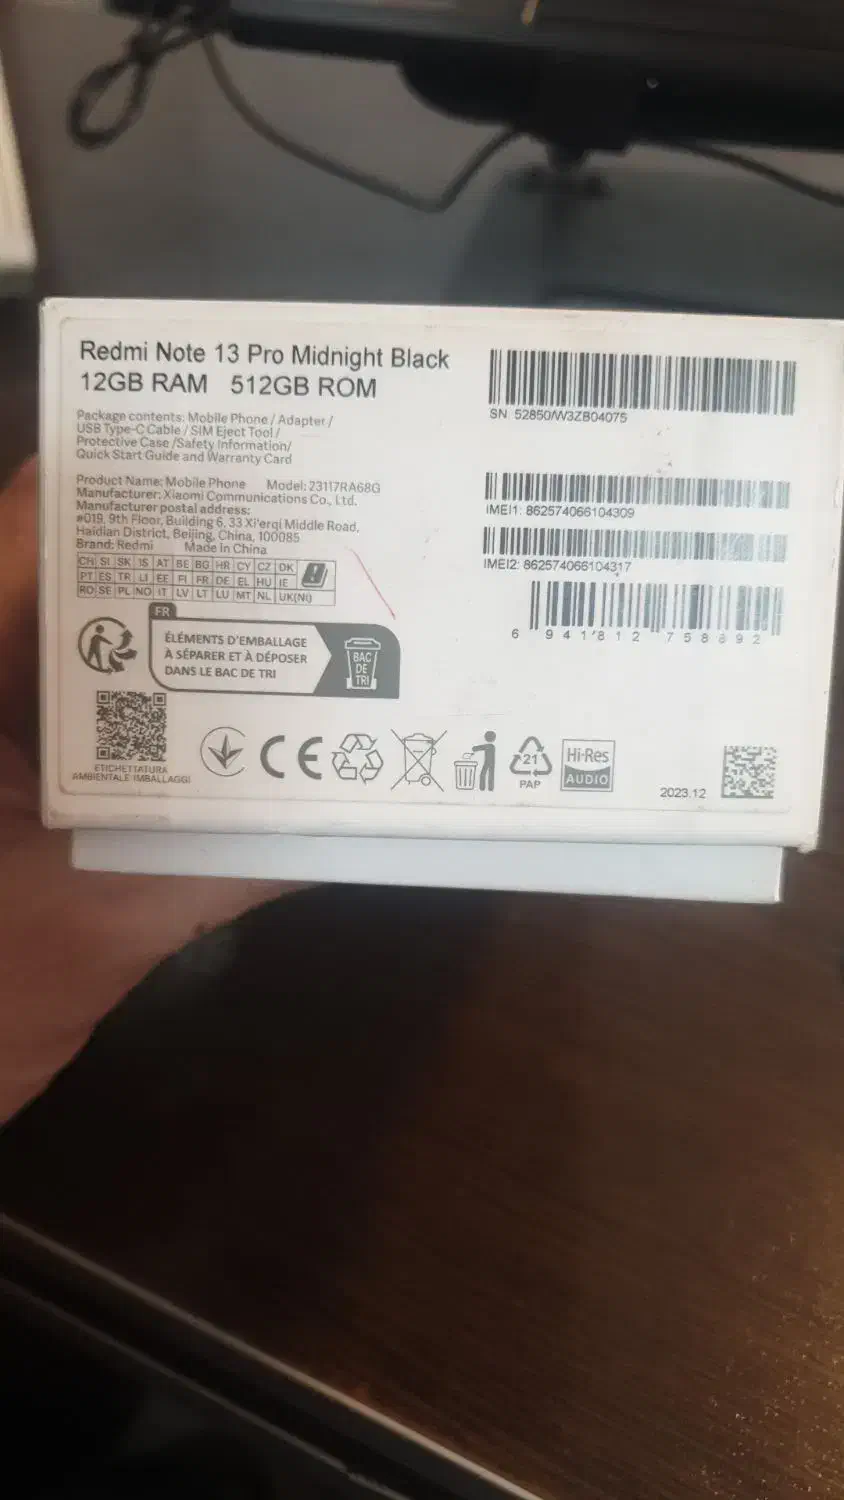 Redmi Note 13 Pro Midnight Black
12GB RAM 512GB ROM
Package contents: Mobile Phone / Adapter /
USB Type-C Cable / SIM Eject Tool /
Protective Case /Safety Information/
Quick Start Guide and Warranty Card
Product Name: Mobile Phone Model: 23117RA68G
Manufacturer: Xiaomi Communications Co., Ltd.
Manufacturer postal address:
#019, 9th Floor, Building 6, 33 Xi'erqi Middle Road,
Haidian District, Beijing, China, 100085
Brand: Redmi Made in China
CH SI SK IS AT BE BG HR CY CZ DK
PT ES TR LI EE FI FR DE EL HU IE
RO SE PL NO IT LV LT LU MT NL UK(NI)
FR
ÉLÉMENTS D'EMBALLAGE
À SÉPARER ET À DÉPOSER
DANS LE BAC DE TRI
BAC
DE
TRI
ETICHETTATURA
AMBIENTALE IMBALLAGGI
CE
21
PAP
Hi-Res
AUDIO
SN: 52850/W3ZB04075
IMEI1: 862574066104309
IMEI2: 862574066104317
6 941812 758892
2023.12